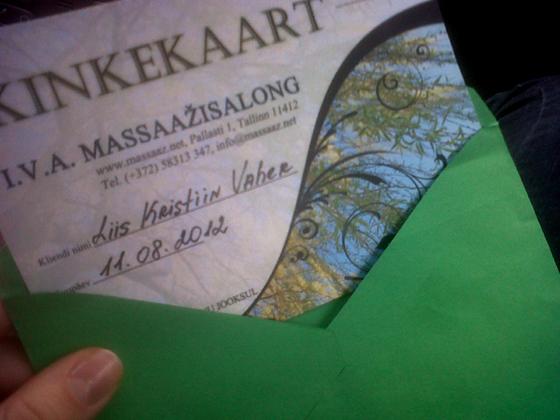 KINKEKAART
I.V.A. MASSAAŽISALONG
www.massaaz.net, Pallasti 1, Tallinn 11412
Tel. (+372) 58313 347, info@massaaz.net
Kliendi nimi Liis Kristiin Vaher
11.08.2012
JOOKSUL